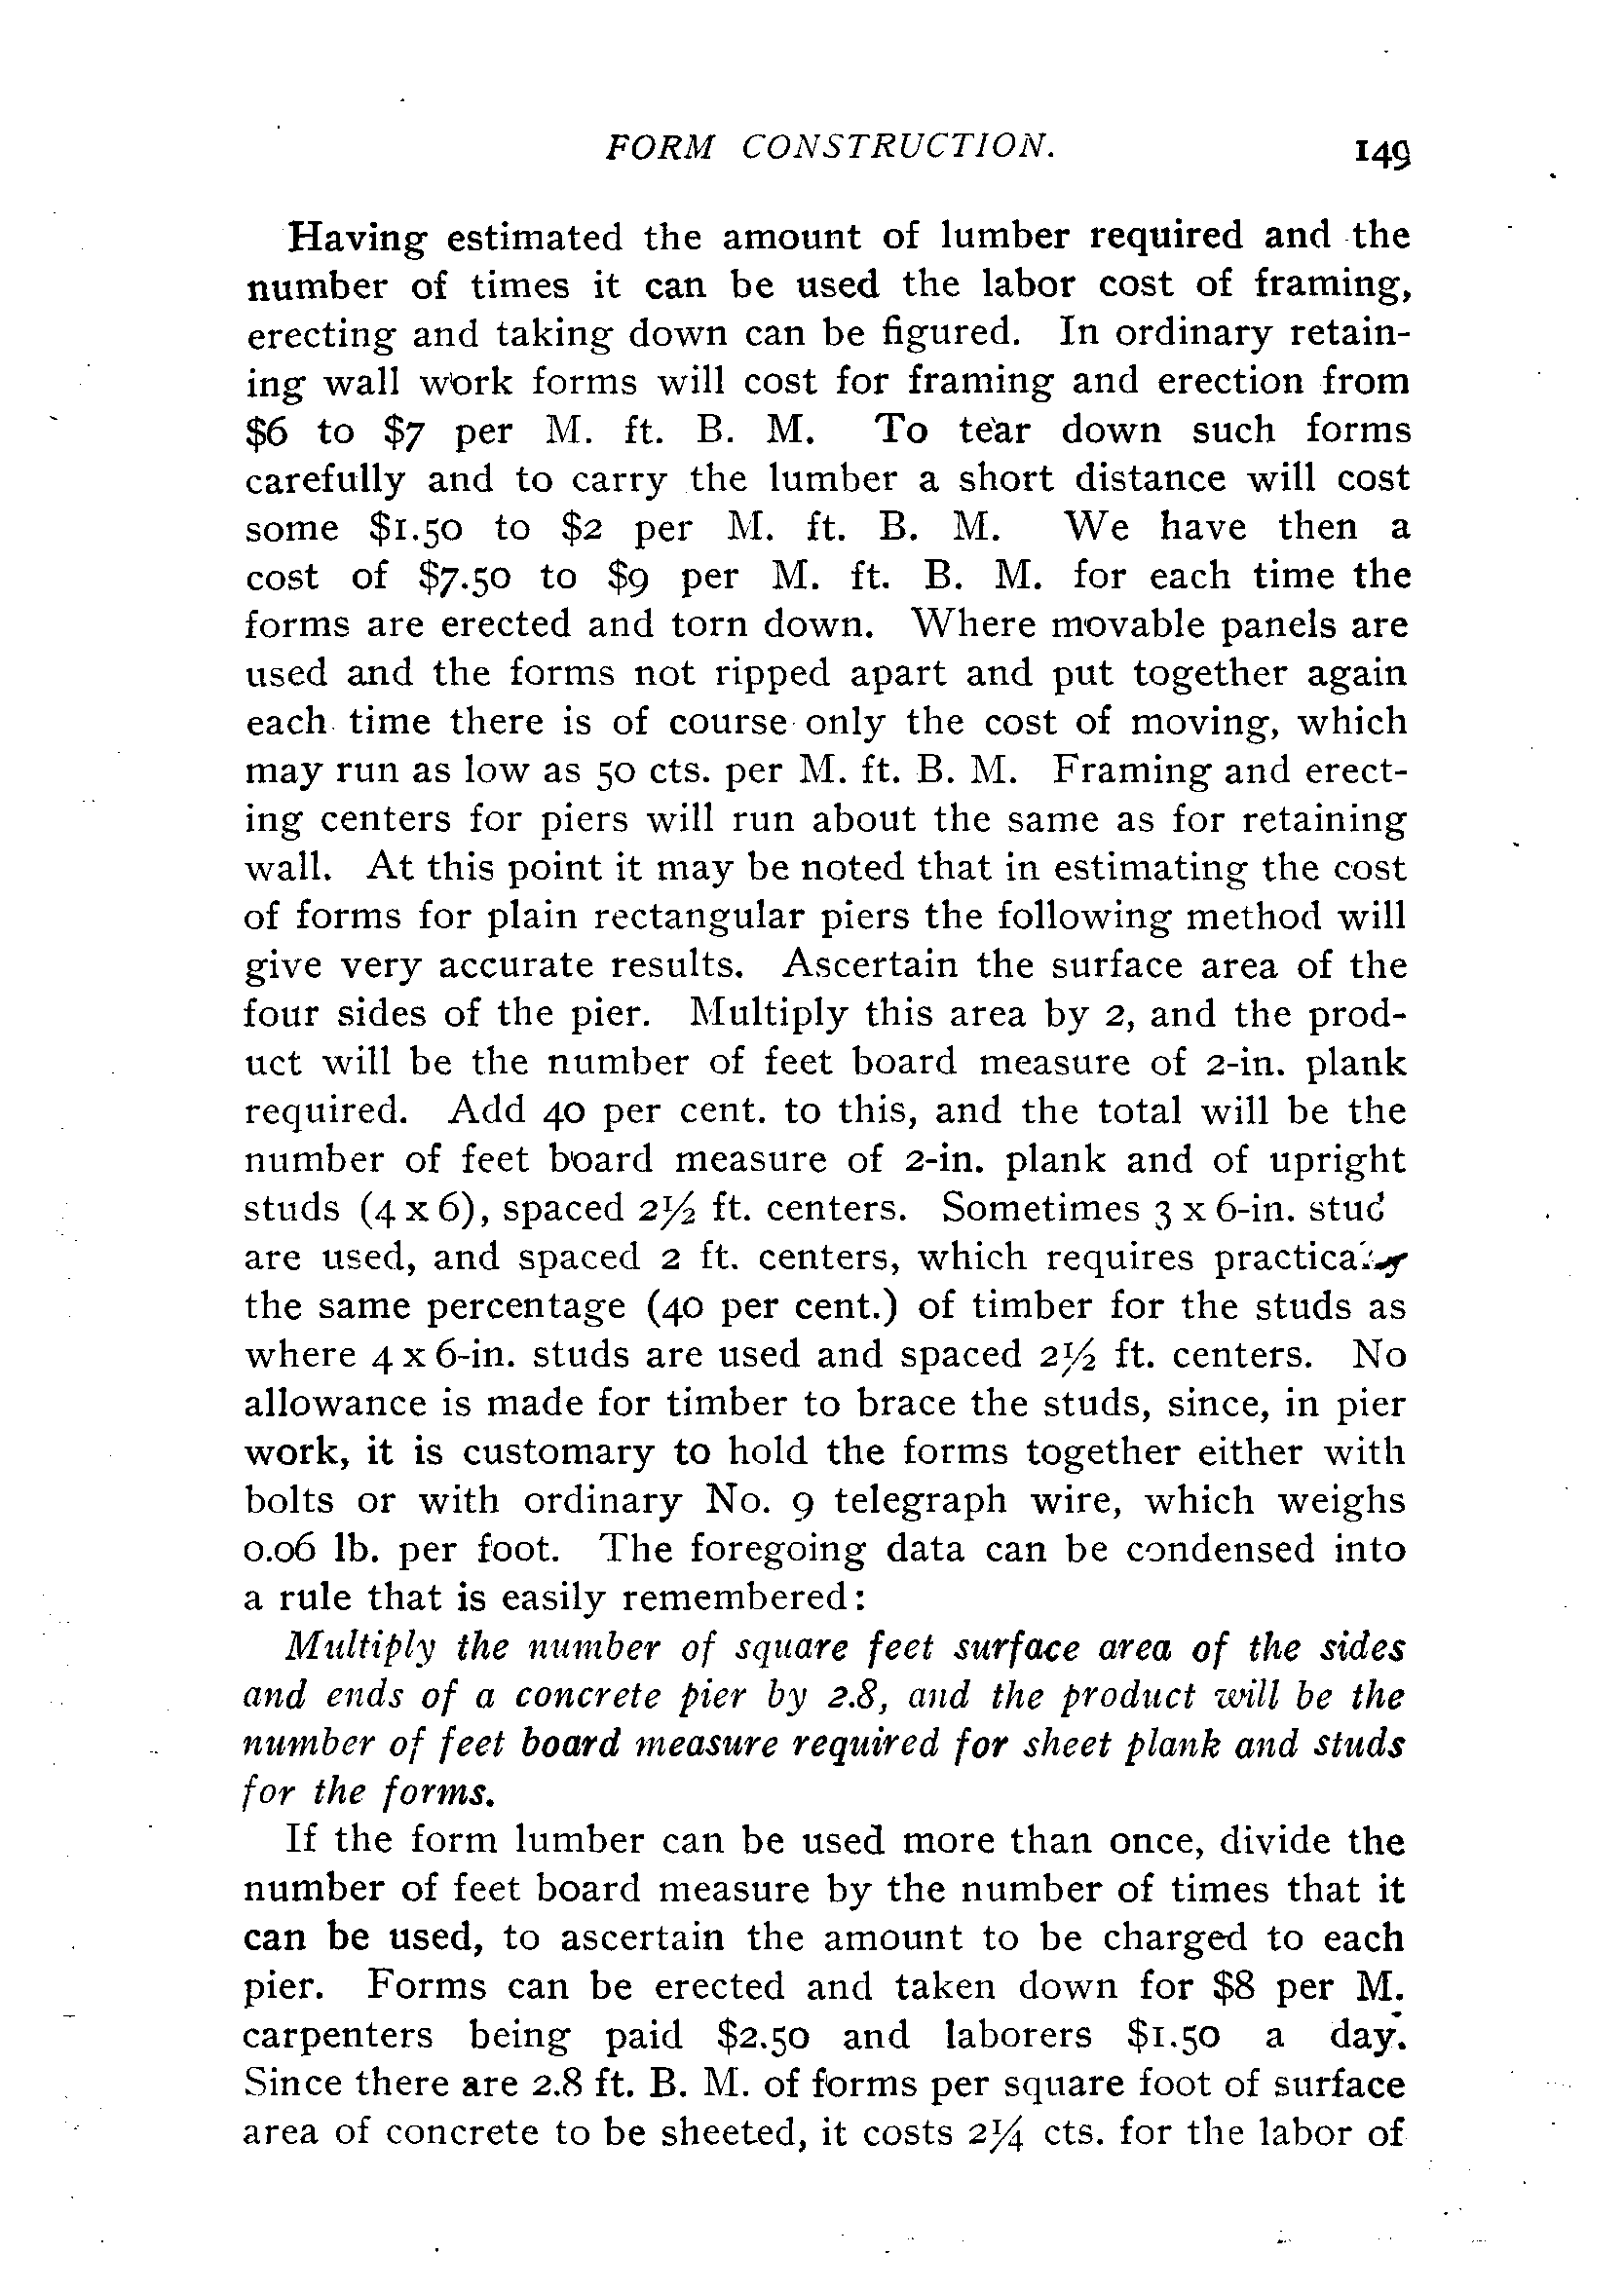 FORM CONSTRUCTION. 149
Having estimated the amount of lumber required and the
number of times it can be used the labor cost of framing,
erecting and taking down can be figured. In ordinary retain-
ing wall work forms will cost for framing and erection from
$6 to $7 per M. ft. B. M. To tear down such forms
carefully and to carry the lumber a short distance will cost
some $1.50 to $2 per M. ft. B. M. We have then a
cost of $7.50 to $9 per M. ft. B. M. for each time the
forms are erected and torn down. Where movable panels are
used and the forms not ripped apart and put together again
each time there is of course only the cost of moving, which
may run as low as 50 cts. per M. ft. B. M. Framing and erect-
ing centers for piers will run about the same as for retaining
wall. At this point it may be noted that in estimating the cost
of forms for plain rectangular piers the following method will
give very accurate results. Ascertain the surface area of the
four sides of the pier. Multiply this area by 2, and the prod-
uct will be the number of feet board measure of 2-in. plank
required. Add 40 per cent. to this, and the total will be the
number of feet board measure of 2-in. plank and of upright
studs (4 x 6), spaced 2½ ft. centers. Sometimes 3 x 6-in. stud
are used, and spaced 2 ft. centers, which requires practically
the same percentage (40 per cent.) of timber for the studs as
where 4 x 6-in. studs are used and spaced 2½ ft. centers. No
allowance is made for timber to brace the studs, since, in pier
work, it is customary to hold the forms together either with
bolts or with ordinary No. 9 telegraph wire, which weighs
0.06 lb. per foot. The foregoing data can be condensed into
a rule that is easily remembered:
Multiply the number of square feet surface area of the sides
and ends of a concrete pier by 2.8, and the product will be the
number of feet board measure required for sheet plank and studs
for the forms.
If the form lumber can be used more than once, divide the
number of feet board measure by the number of times that it
can be used, to ascertain the amount to be charged to each
pier. Forms can be erected and taken down for $8 per M.
carpenters being paid $2.50 and laborers $1.50 a day.
Since there are 2.8 ft. B. M. of forms per square foot of surface
area of concrete to be sheeted, it costs 2¼ cts. for the labor of